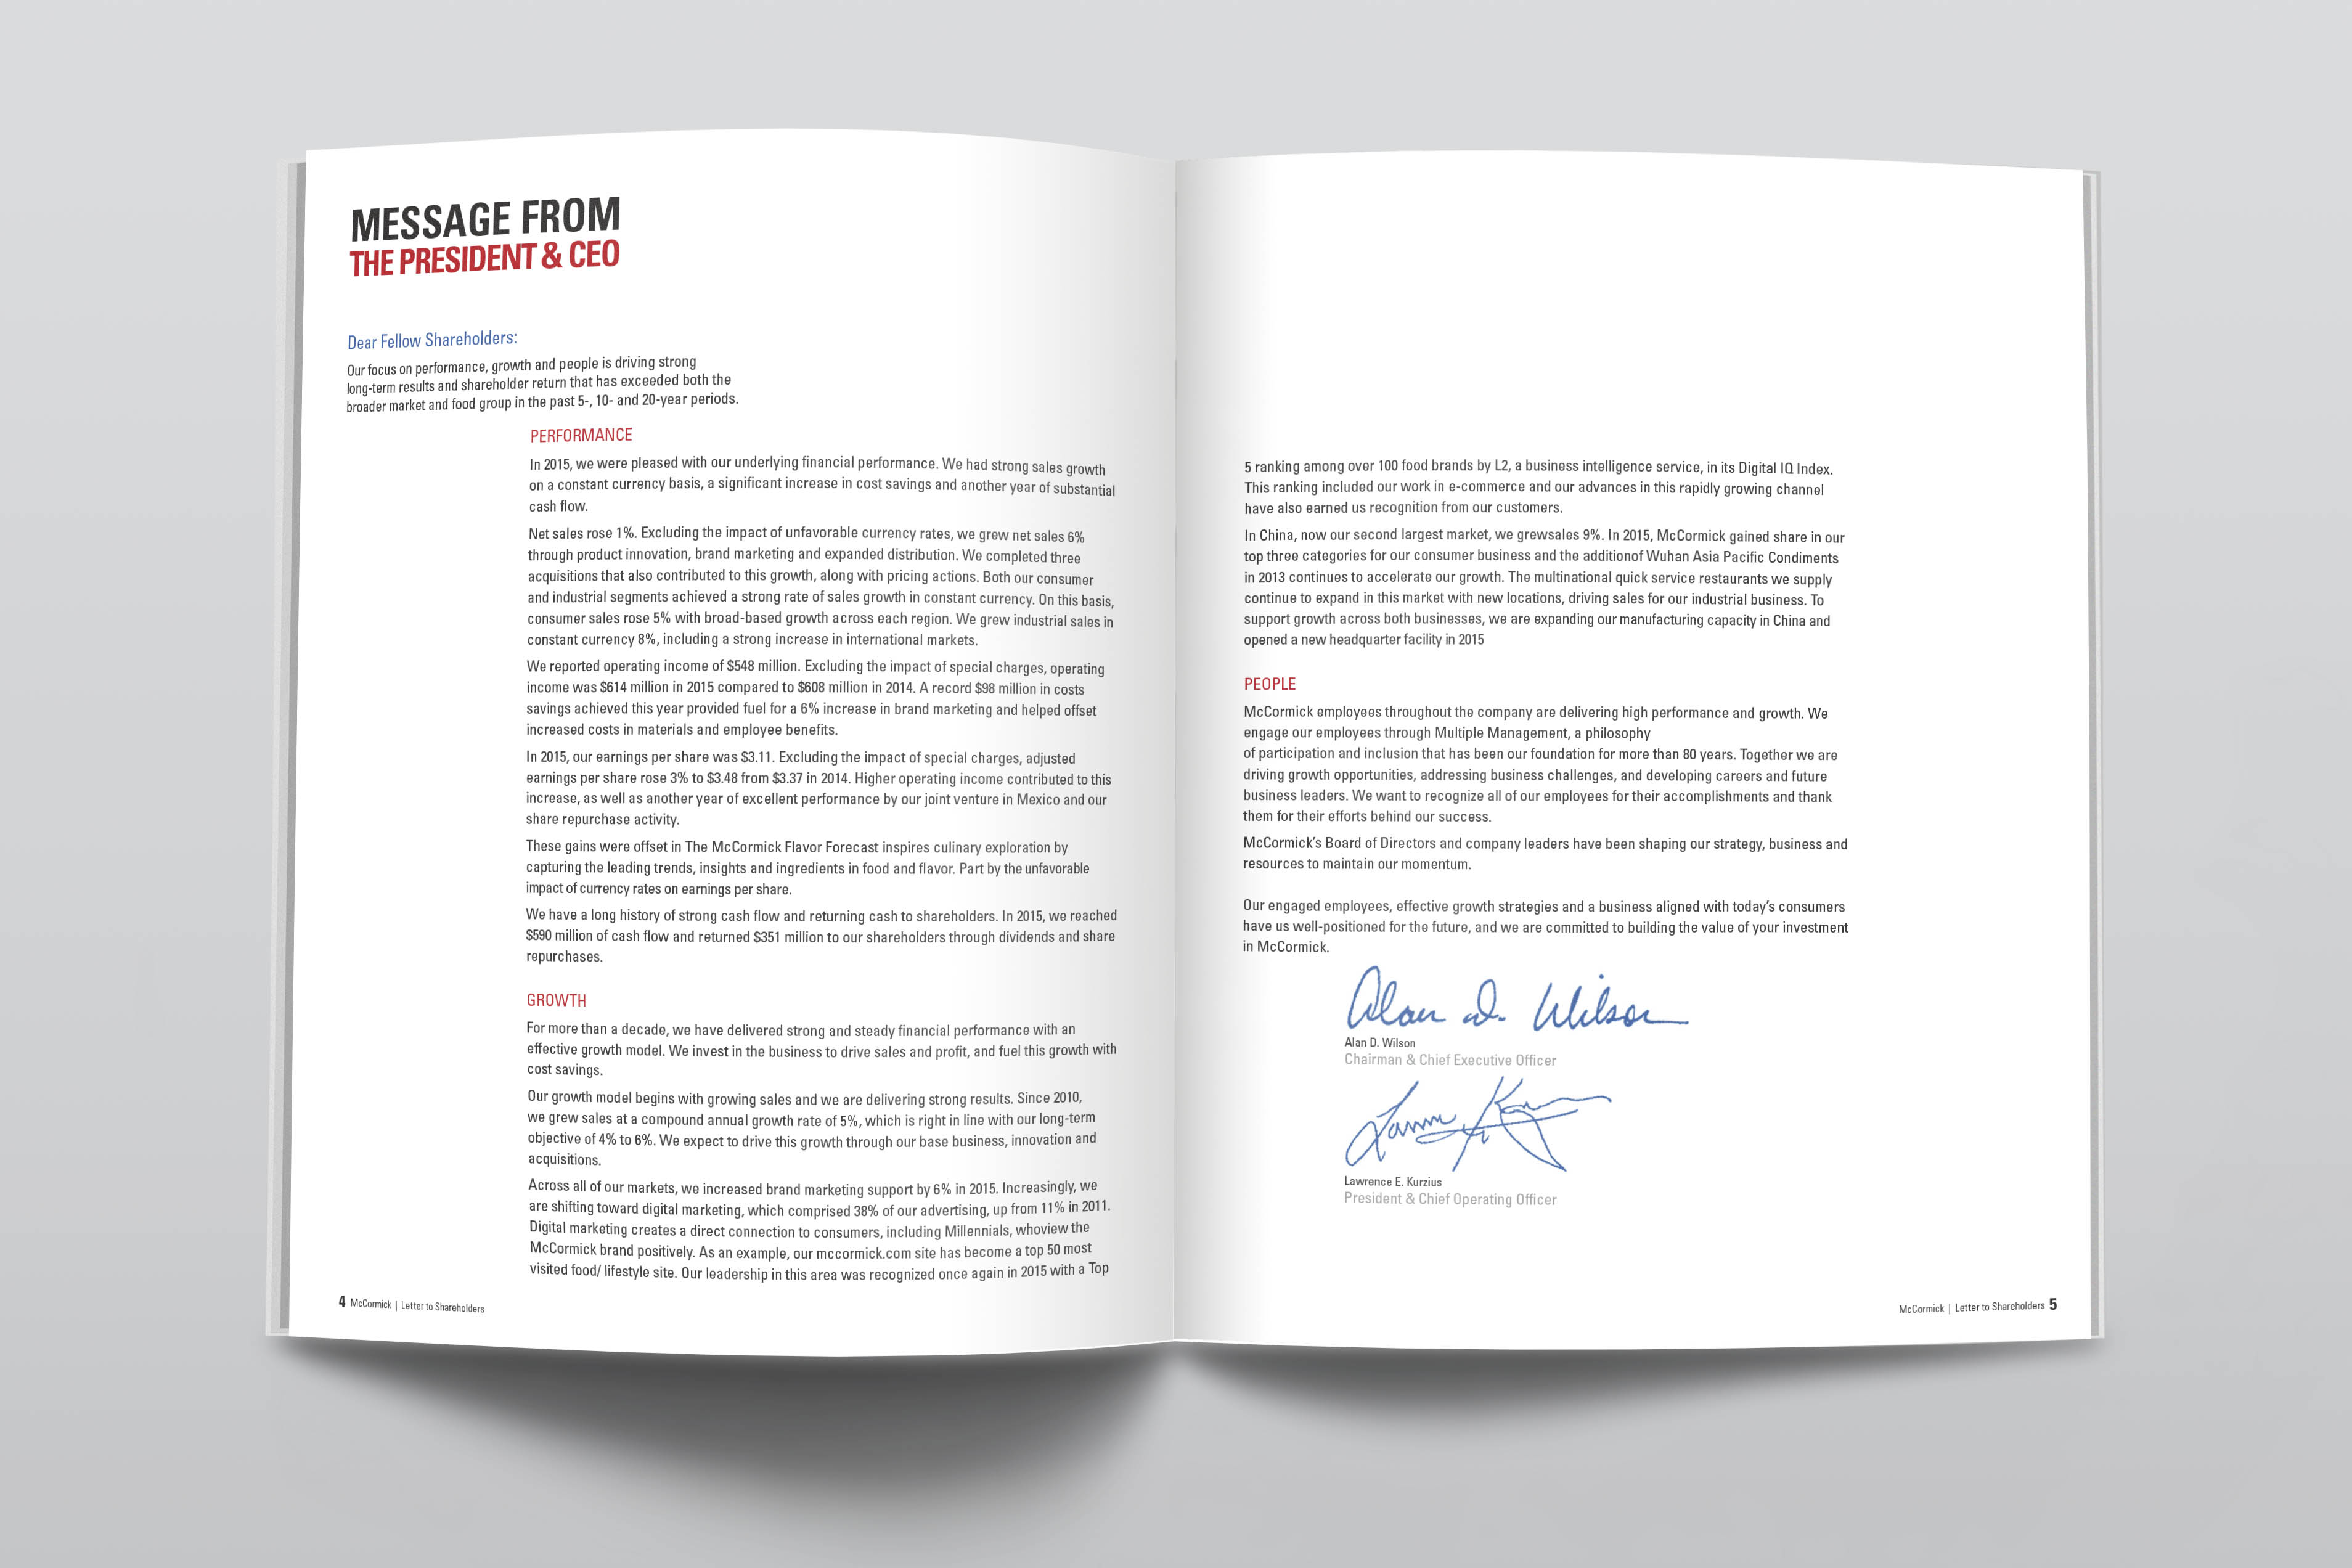 MESSAGE FROM
THE PRESIDENT & CEO
Dear Fellow Shareholders:
Our focus on performance, growth and people is driving strong
long-term results and shareholder return that has exceeded both the
broader market and food group in the past 5-, 10- and 20-year periods.
PERFORMANCE
In 2015, we were pleased with our underlying financial performance. We had strong sales growth
on a constant currency basis, a significant increase in cost savings and another year of substantial
cash flow.
Net sales rose 1%. Excluding the impact of unfavorable currency rates, we grew net sales 6%
through product innovation, brand marketing and expanded distribution. We completed three
acquisitions that also contributed to this growth, along with pricing actions. Both our consumer
and industrial segments achieved a strong rate of sales growth in constant currency. On this basis,
consumer sales rose 5% with broad-based growth across each region. We grew industrial sales in
constant currency 8%, including a strong increase in international markets.
We reported operating income of $548 million. Excluding the impact of special charges, operating
income was $614 million in 2015 compared to $608 million in 2014. A record $98 million in costs
savings achieved this year provided fuel for a 6% increase in brand marketing and helped offset
increased costs in materials and employee benefits.
In 2015, our earnings per share was $3.11. Excluding the impact of special charges, adjusted
earnings per share rose 3% to $3.48 from $3.37 in 2014. Higher operating income contributed to this
increase, as well as another year of excellent performance by our joint venture in Mexico and our
share repurchase activity.
These gains were offset in The McCormick Flavor Forecast inspires culinary exploration by
capturing the leading trends, insights and ingredients in food and flavor. Part by the unfavorable
impact of currency rates on earnings per share.
We have a long history of strong cash flow and returning cash to shareholders. In 2015, we reached
$590 million of cash flow and returned $351 million to our shareholders through dividends and share
repurchases.
GROWTH
For more than a decade, we have delivered strong and steady financial performance with an
effective growth model. We invest in the business to drive sales and profit, and fuel this growth with
cost savings.
Our growth model begins with growing sales and we are delivering strong results. Since 2010,
we grew sales at a compound annual growth rate of 5%, which is right in line with our long-term
objective of 4% to 6%. We expect to drive this growth through our base business, innovation and
acquisitions.
Across all of our markets, we increased brand marketing support by 6% in 2015. Increasingly, we
are shifting toward digital marketing, which comprised 38% of our advertising, up from 11% in 2011.
Digital marketing creates a direct connection to consumers, including Millennials, whoview the
McCormick brand positively. As an example, our mccormick.com site has become a top 50 most
visited food/ lifestyle site. Our leadership in this area was recognized once again in 2015 with a Top
4 McCormick | Letter to Shareholders
5 ranking among over 100 food brands by L2, a business intelligence service, in its Digital IQ Index.
This ranking included our work in e-commerce and our advances in this rapidly growing channel
have also earned us recognition from our customers.
In China, now our second largest market, we grewsales 9%. In 2015, McCormick gained share in our
top three categories for our consumer business and the additionof Wuhan Asia Pacific Condiments
in 2013 continues to accelerate our growth. The multinational quick service restaurants we supply
continue to expand in this market with new locations, driving sales for our industrial business. To
support growth across both businesses, we are expanding our manufacturing capacity in China and
opened a new headquarter facility in 2015
PEOPLE
McCormick employees throughout the company are delivering high performance and growth. We
engage our employees through Multiple Management, a philosophy
of participation and inclusion that has been our foundation for more than 80 years. Together we are
driving growth opportunities, addressing business challenges, and developing careers and future
business leaders. We want to recognize all of our employees for their accomplishments and thank
them for their efforts behind our success.
McCormick's Board of Directors and company leaders have been shaping our strategy, business and
resources to maintain our momentum.
Our engaged employees, effective growth strategies and a business aligned with today's consumers
have us well-positioned for the future, and we are committed to building the value of your investment
in McCormick.
Alan D. Wilson
Alan D. Wilson
Chairman & Chief Executive Officer
Lawrence E. Kurzius
President & Chief Operating Officer
McCormick | Letter to Shareholders 5